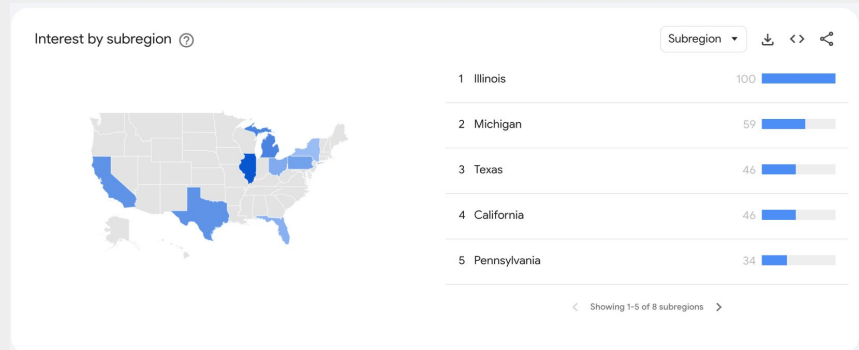 Interest by subregion
Subregion
1 Illinois 100
2 Michigan 59
3 Texas 46
4 California 46
5 Pennsylvania 34
Showing 1-5 of 8 subregions